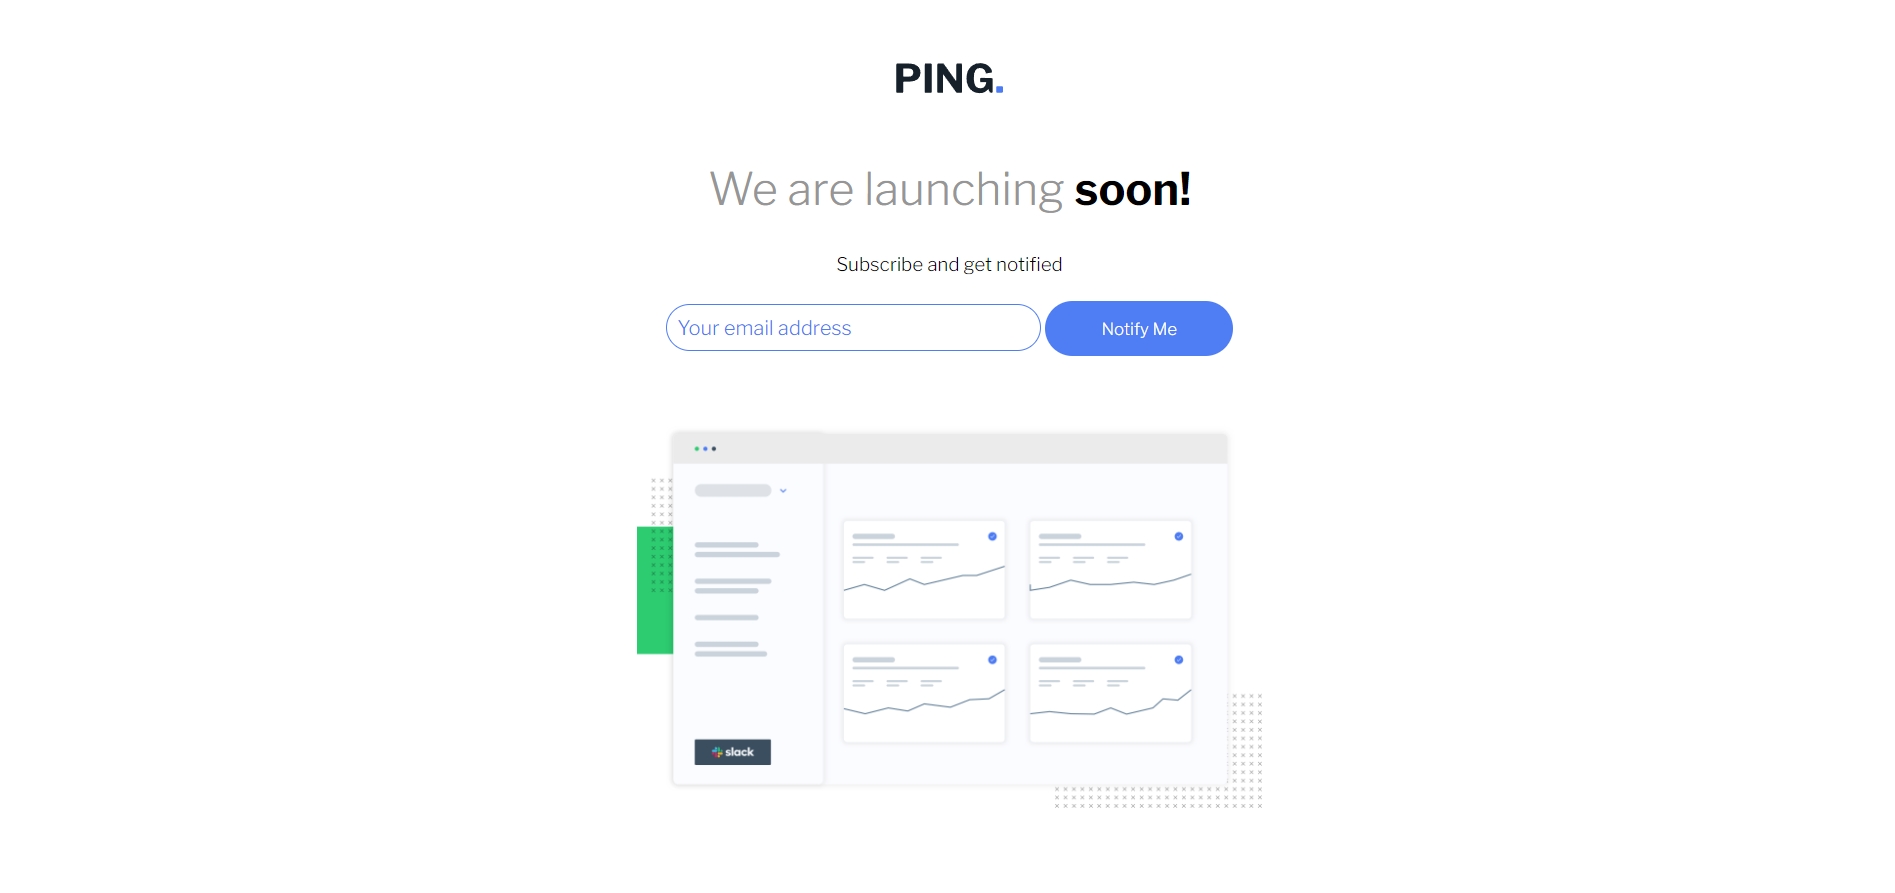 PING.
We are launching soon!
Subscribe and get notified
Your email address
Notify Me
slack